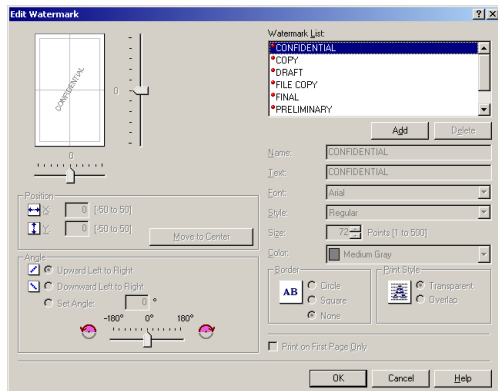 Edit Watermark
Watermark List:
CONFIDENTIAL
COPY
DRAFT
FILE COPY
FINAL
PRELIMINARY
CONFIDENTIAL
0
0
Add
Delete
Name:
CONFIDENTIAL
Text:
CONFIDENTIAL
Font:
Arial
Style:
Regular
Size:
72 Points [1 to 500]
Color:
Medium Gray
Position
X: 0 [-50 to 50]
Y: 0 [-50 to 50]
Move to Center
Angle
Upward Left to Right
Downward Left to Right
Set Angle: 0 °
-180° 0° 180°
Border
AB
Circle
Square
None
Print Style
A
Transparent
Overlap
Print on First Page Only
OK
Cancel
Help